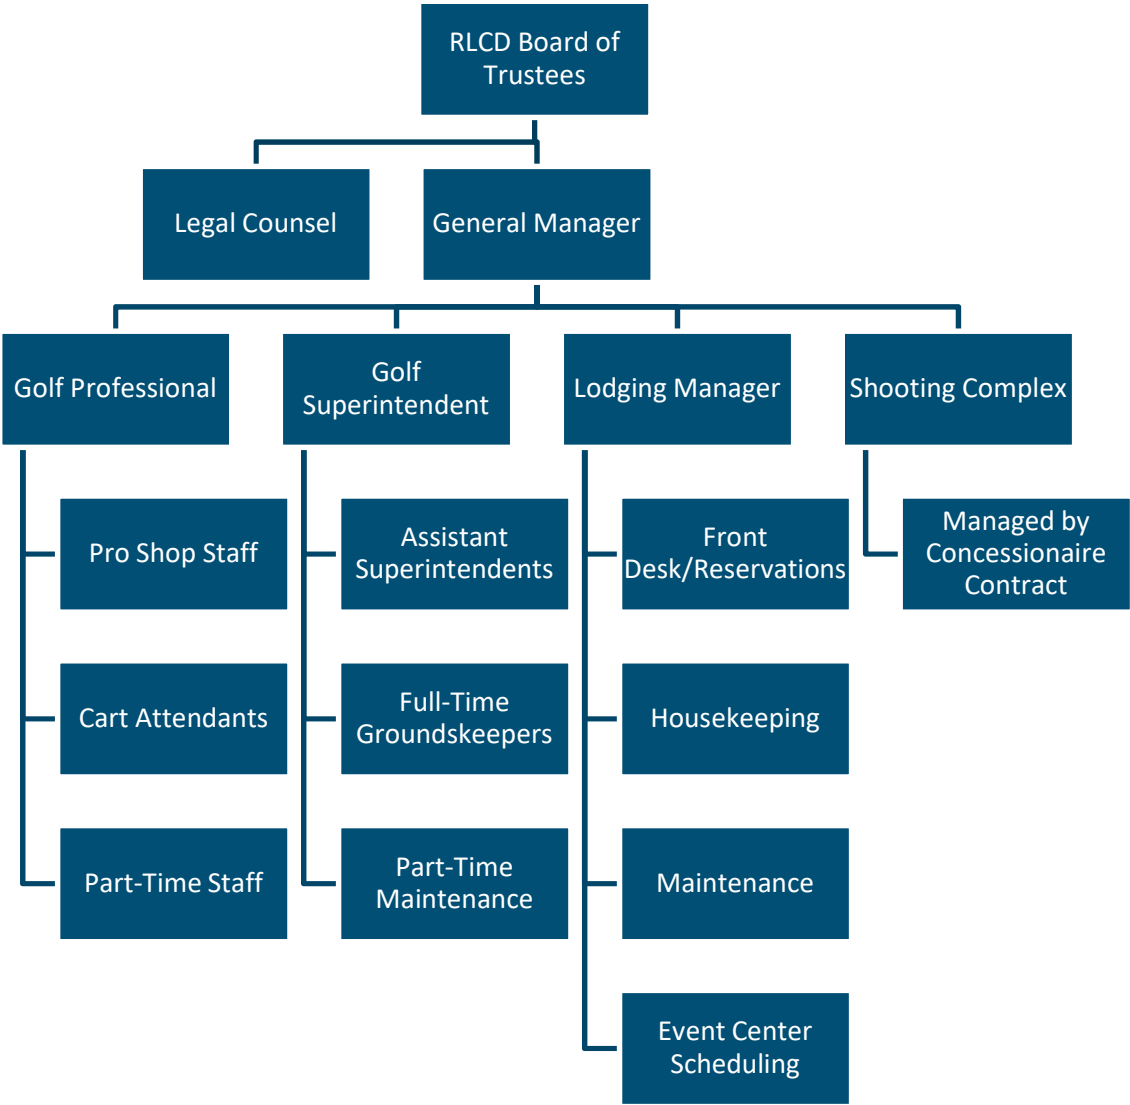 RLCD Board of
Trustees
Legal Counsel
General Manager
Golf Professional
Golf
Superintendent
Lodging Manager
Shooting Complex
Pro Shop Staff
Assistant
Superintendents
Front
Desk/Reservations
Managed by
Concessionaire
Contract
Cart Attendants
Full-Time
Groundskeepers
Housekeeping
Part-Time Staff
Part-Time
Maintenance
Maintenance
Event Center
Scheduling